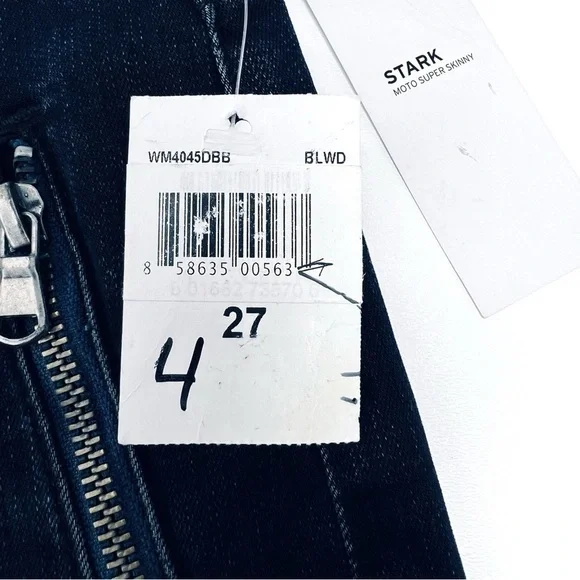 STARK
MOTO SUPER SKINNY
WM4045DBB BLWD
8 58635 00563
27
4